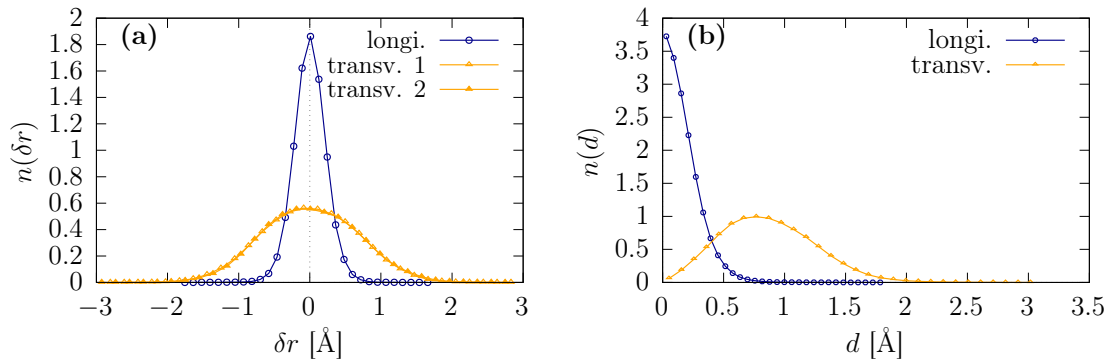 (a)
longi.
transv. 1
transv. 2
n(δr)
0
0.2
0.4
0.6
0.8
1
1.2
1.4
1.6
1.8
2
−3 −2 −1 0 1 2 3
δr [Å]
(b)
longi.
transv.
n(d)
0
0.5
1
1.5
2
2.5
3
3.5
4
0 0.5 1 1.5 2 2.5 3 3.5
d [Å]